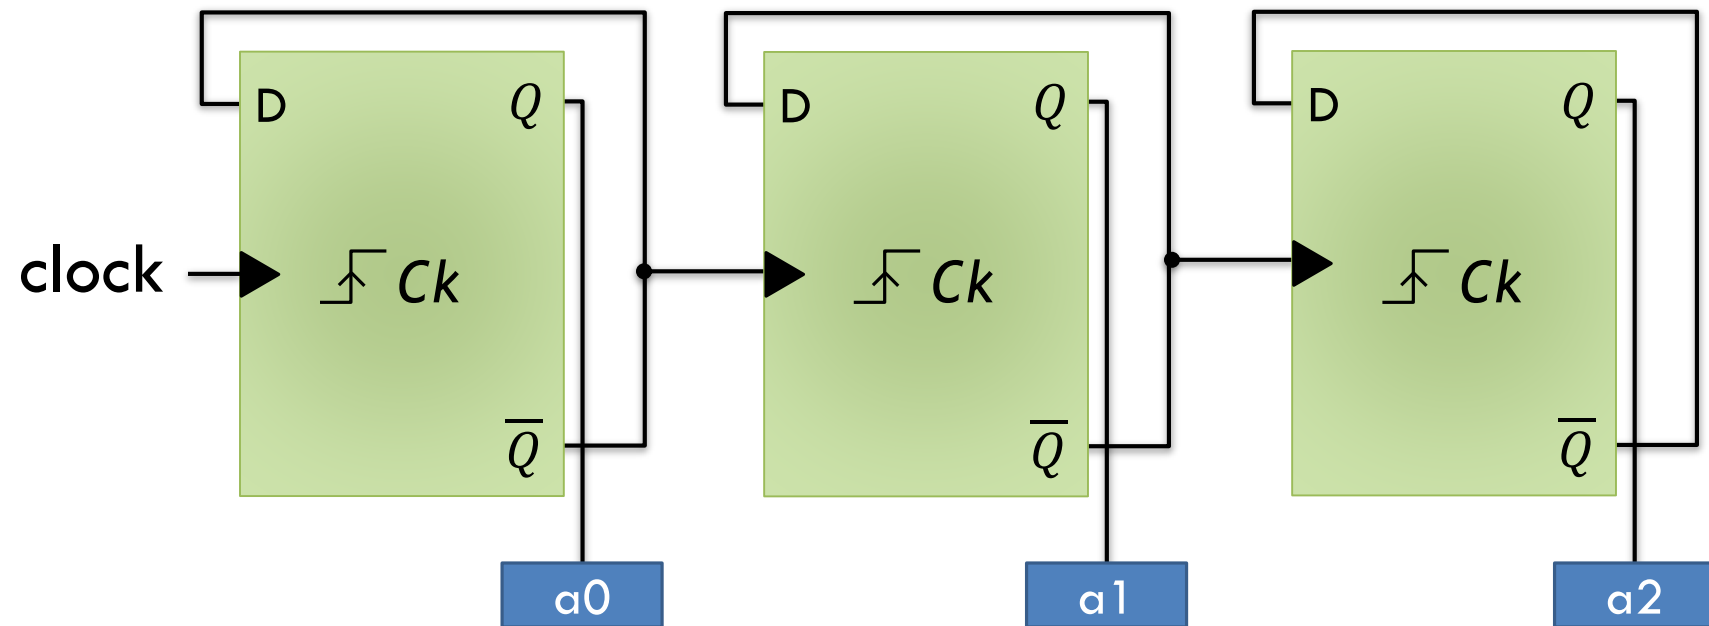 D Q D Q D Q
clock Ck Ck Ck
Q̅ Q̅ Q̅
a0 a1 a2